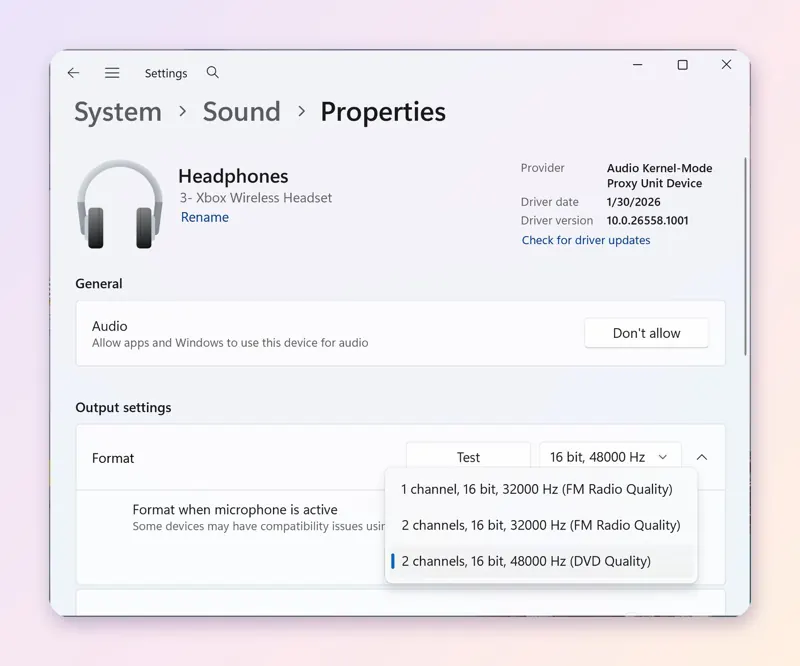 Settings
System > Sound > Properties
Headphones
3- Xbox Wireless Headset
Rename
Provider Audio Kernel-Mode
Proxy Unit Device
Driver date 1/30/2026
Driver version 10.0.26558.1001
Check for driver updates
General
Audio
Allow apps and Windows to use this device for audio
Don't allow
Output settings
Format
Test
16 bit, 48000 Hz
1 channel, 16 bit, 32000 Hz (FM Radio Quality)
Format when microphone is active
Some devices may have compatibility issues
2 channels, 16 bit, 32000 Hz (FM Radio Quality)
2 channels, 16 bit, 48000 Hz (DVD Quality)